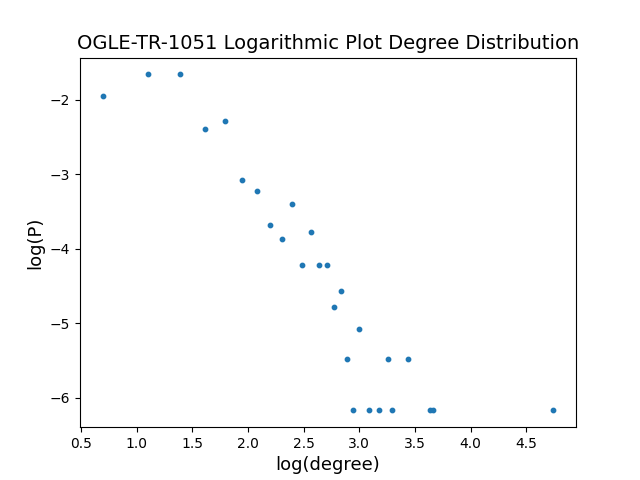 OGLE-TR-1051 Logarithmic Plot Degree Distribution
log(P)
−2
−3
−4
−5
−6
0.5 1.0 1.5 2.0 2.5 3.0 3.5 4.0 4.5
log(degree)